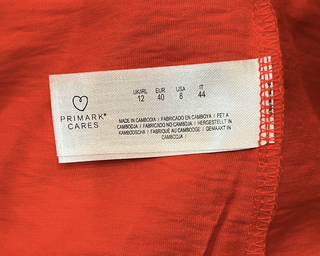 PRIMARK®
CARES
UK/IRL EUR USA IT
12 40 8 44
MADE IN CAMBODIA / FABRICADO EN CAMBOYA / FET A
CAMBODJA / FABRICADO NO CAMBOJA / HERGESTELLT IN
KAMBODSCHA / FABRIQUÉ AU CAMBODGE / GEMAAKT IN
CAMBODJA